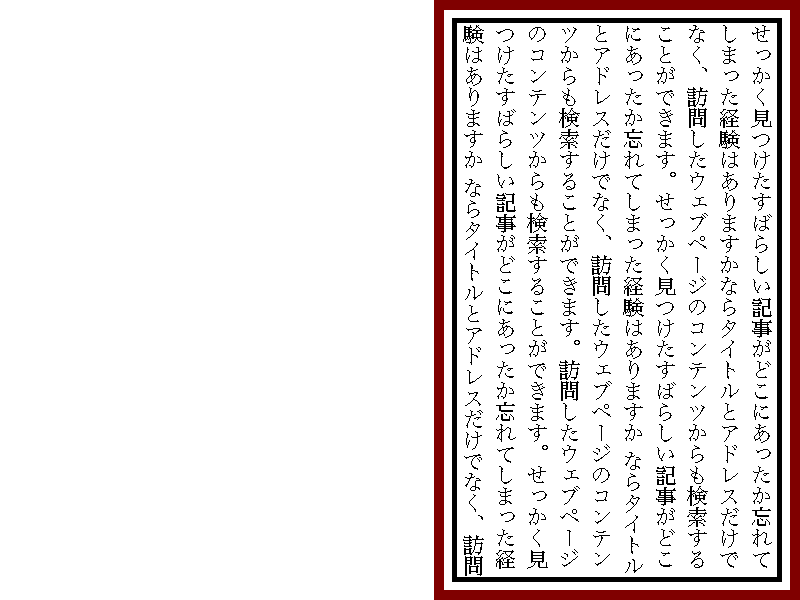 せっかく見つけたすばらしい記事がどこにあったか忘れて
しまった経験はありますかならタイトルとアドレスだけで
なく、訪問したウェブページのコンテンツからも検索する
ことができます。せっかく見つけたすばらしい記事がどこ
にあったか忘れてしまった経験はありますか ならタイトル
とアドレスだけでなく、訪問したウェブページのコンテン
ツからも検索することができます。訪問したウェブページ
のコンテンツからも検索することができます。せっかく見
つけたすばらしい記事がどこにあったか忘れてしまった経
験はありますか ならタイトルとアドレスだけでなく、訪問